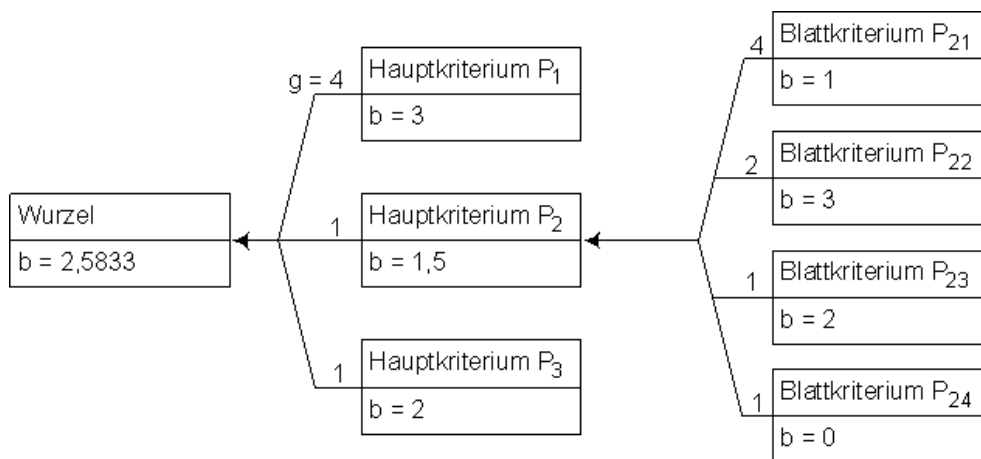 Wurzel
b = 2,5833
g = 4
Hauptkriterium P1
b = 3
1
Hauptkriterium P2
b = 1,5
1
Hauptkriterium P3
b = 2
4
Blattkriterium P21
b = 1
2
Blattkriterium P22
b = 3
1
Blattkriterium P23
b = 2
1
Blattkriterium P24
b = 0